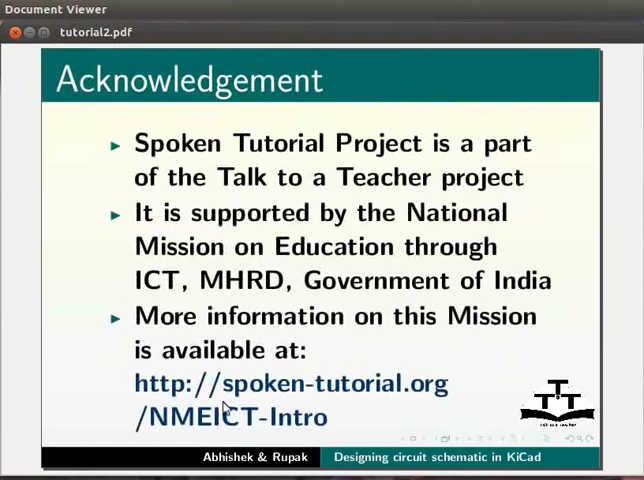 Document Viewer
tutorial2.pdf
Acknowledgement
Spoken Tutorial Project is a part
of the Talk to a Teacher project
It is supported by the National
Mission on Education through
ICT, MHRD, Government of India
More information on this Mission
is available at:
http://spoken-tutorial.org
/NMEICT-Intro
Abhishek & Rupak Designing circuit schematic in KiCad